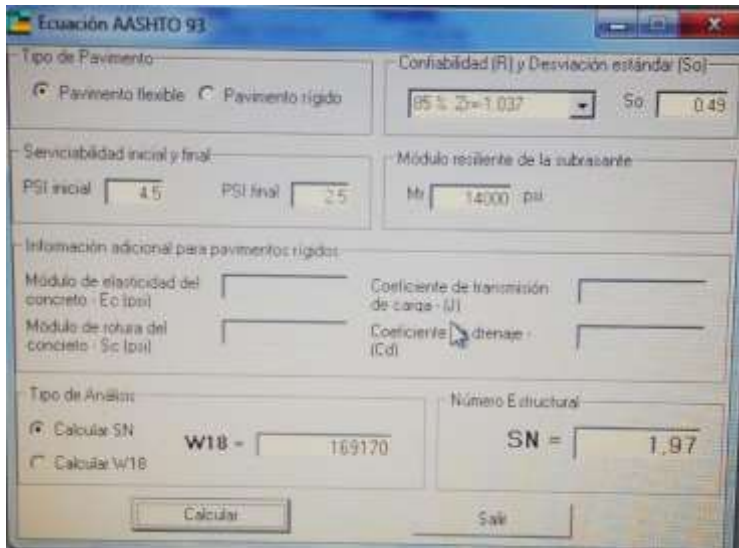 Ecuación AASHTO 93
Tipo de Pavimento
Pavimento flexible Pavimento rígido
Confiabilidad (R) y Desviación estándar (So)
85 % Zr=-1.037 So 0.49
Serviciabilidad inicial y final
PSI inicial 4.5 PSI final 2.5
Módulo resiliente de la subrasante
Mr 14000 psi
Información adicional para pavimentos rígidos
Módulo de elasticidad del
concreto - Ec (psi)
Coeficiente de transmisión
de carga - (J)
Módulo de rotura del
concreto - Sc (psi)
Coeficiente drenaje -
(Cd)
Tipo de Análisis
Calcular SN
Calcular W18
W18 = 169170
Número Estructural
SN = 1,97
Calcular
Salir